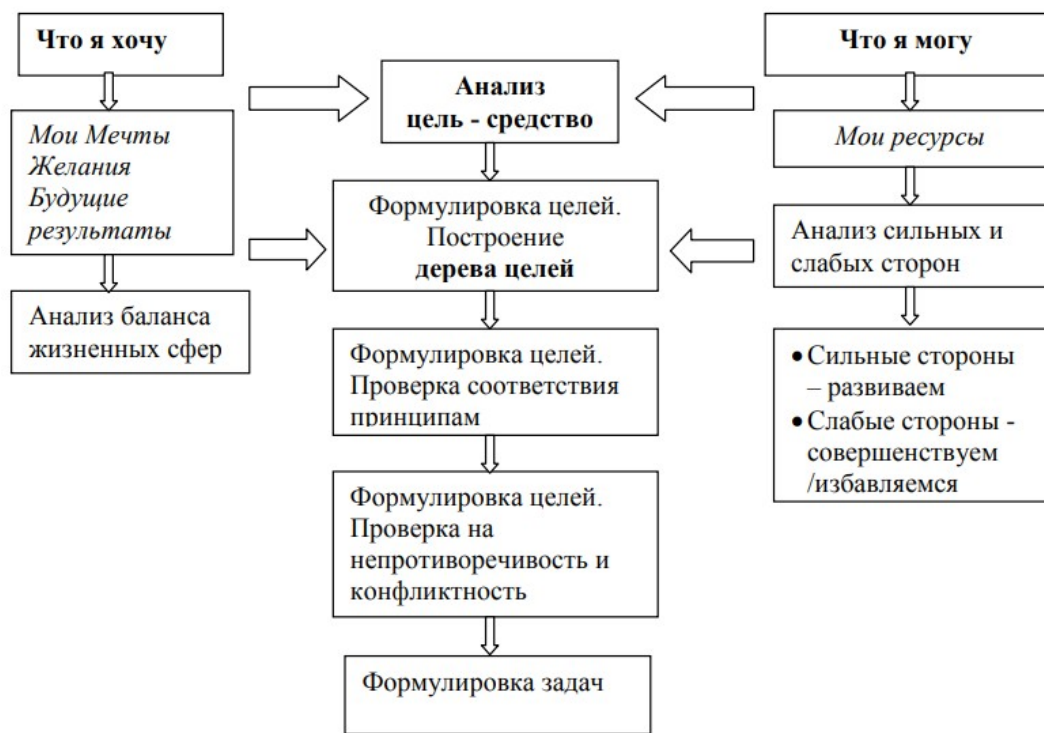 Что я хочу
Мои Мечты
Желания
Будущие
результаты
Анализ баланса
жизненных сфер
Анализ
цель - средство
Формулировка целей.
Построение
дерева целей
Формулировка целей.
Проверка соответствия
принципам
Формулировка целей.
Проверка на
непротиворечивость и
конфликтность
Формулировка задач
Что я могу
Мои ресурсы
Анализ сильных и
слабых сторон
• Сильные стороны
– развиваем
• Слабые стороны -
совершенствуем
/избавляемся